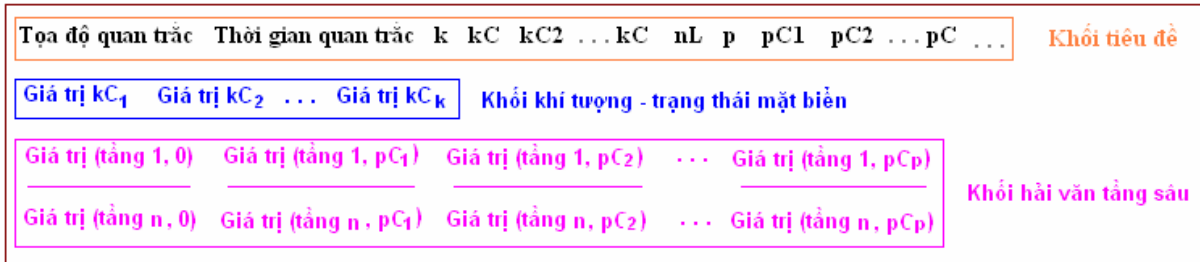 Tọa độ quan trắc Thời gian quan trắc k kC kC2 ...kC nL p pC1 pC2 ...pC ... Khối tiêu đề
Giá trị kC1 Giá trị kC2 ... Giá trị kCk Khối khí tượng - trạng thái mặt biển
Giá trị (tầng 1, 0) Giá trị (tầng 1, pC1) Giá trị (tầng 1, pC2) ... Giá trị (tầng 1, pCp)
Khối hải văn tầng sâu
Giá trị (tầng n, 0) Giá trị (tầng n, pC1) Giá trị (tầng n, pC2) ... Giá trị (tầng n, pCp)